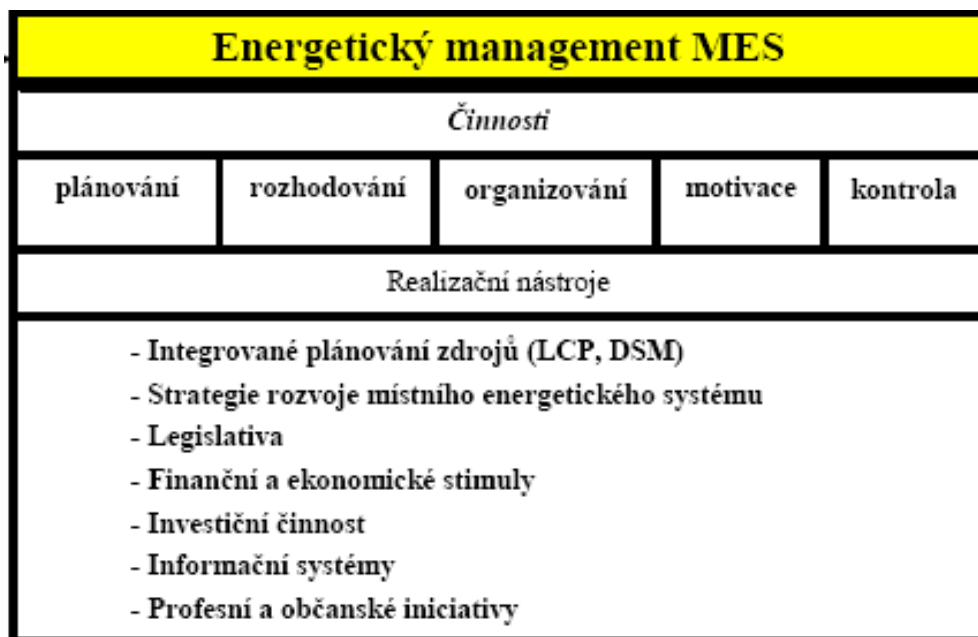 Energetický management MES
Činnosti
plánování rozhodování organizování motivace kontrola
Realizační nástroje
- Integrované plánování zdrojů (LCP, DSM)
- Strategie rozvoje místního energetického systému
- Legislativa
- Finanční a ekonomické stimuly
- Investiční činnost
- Informační systémy
- Profesní a občanské iniciativy